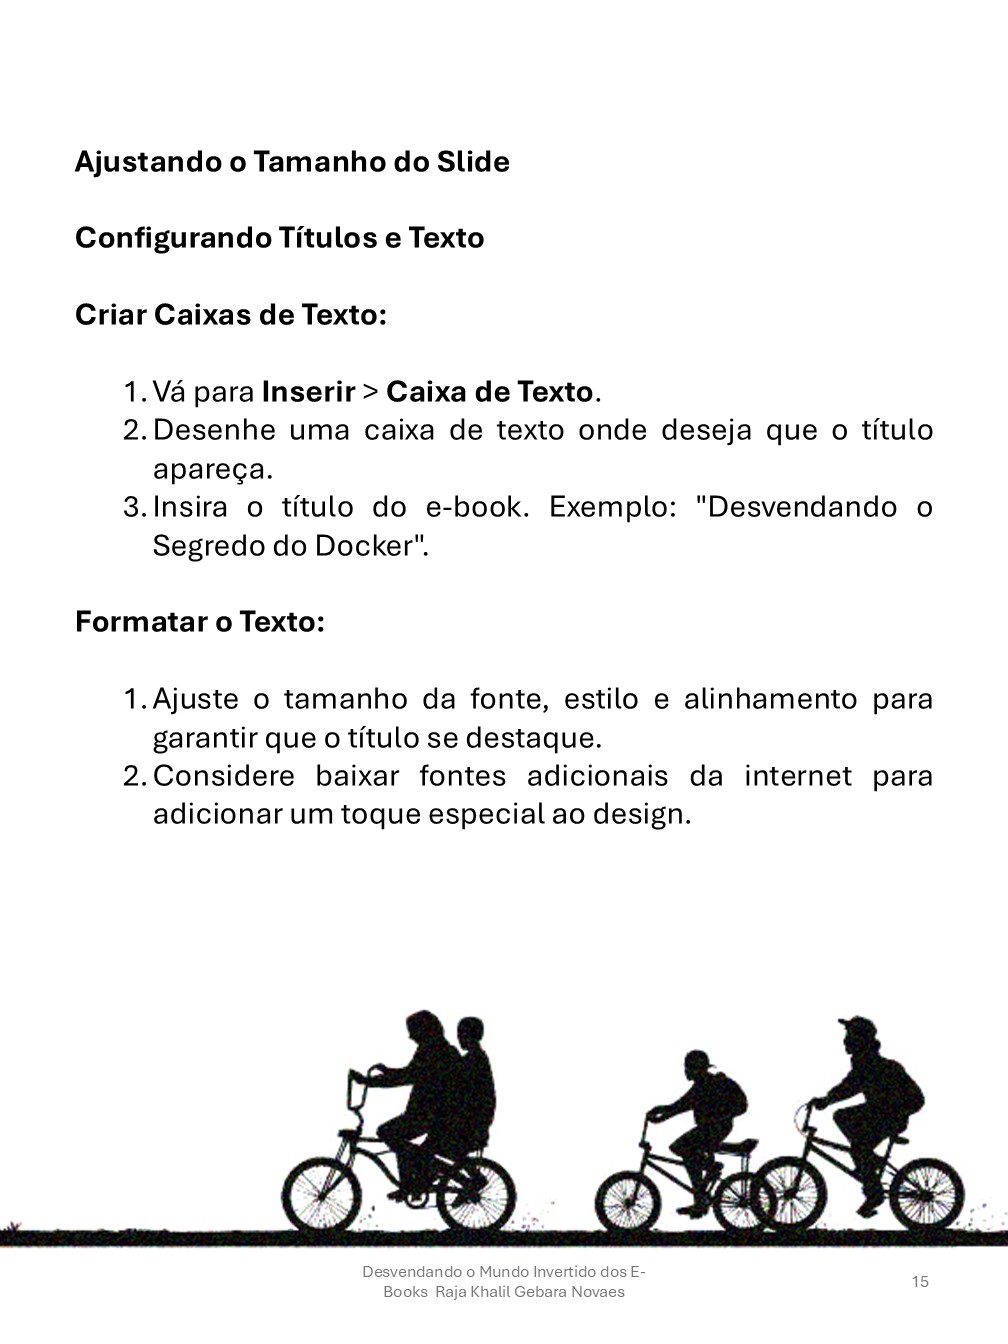 Ajustando o Tamanho do Slide
Configurando Títulos e Texto
Criar Caixas de Texto:
1. Vá para Inserir > Caixa de Texto.
2. Desenhe uma caixa de texto onde deseja que o título
apareça.
3. Insira o título do e-book. Exemplo: "Desvendando o
Segredo do Docker".
Formatar o Texto:
1. Ajuste o tamanho da fonte, estilo e alinhamento para
garantir que o título se destaque.
2. Considere baixar fontes adicionais da internet para
adicionar um toque especial ao design.
Desvendando o Mundo Invertido dos E-
Books  Raja Khalil Gebara Novaes
15